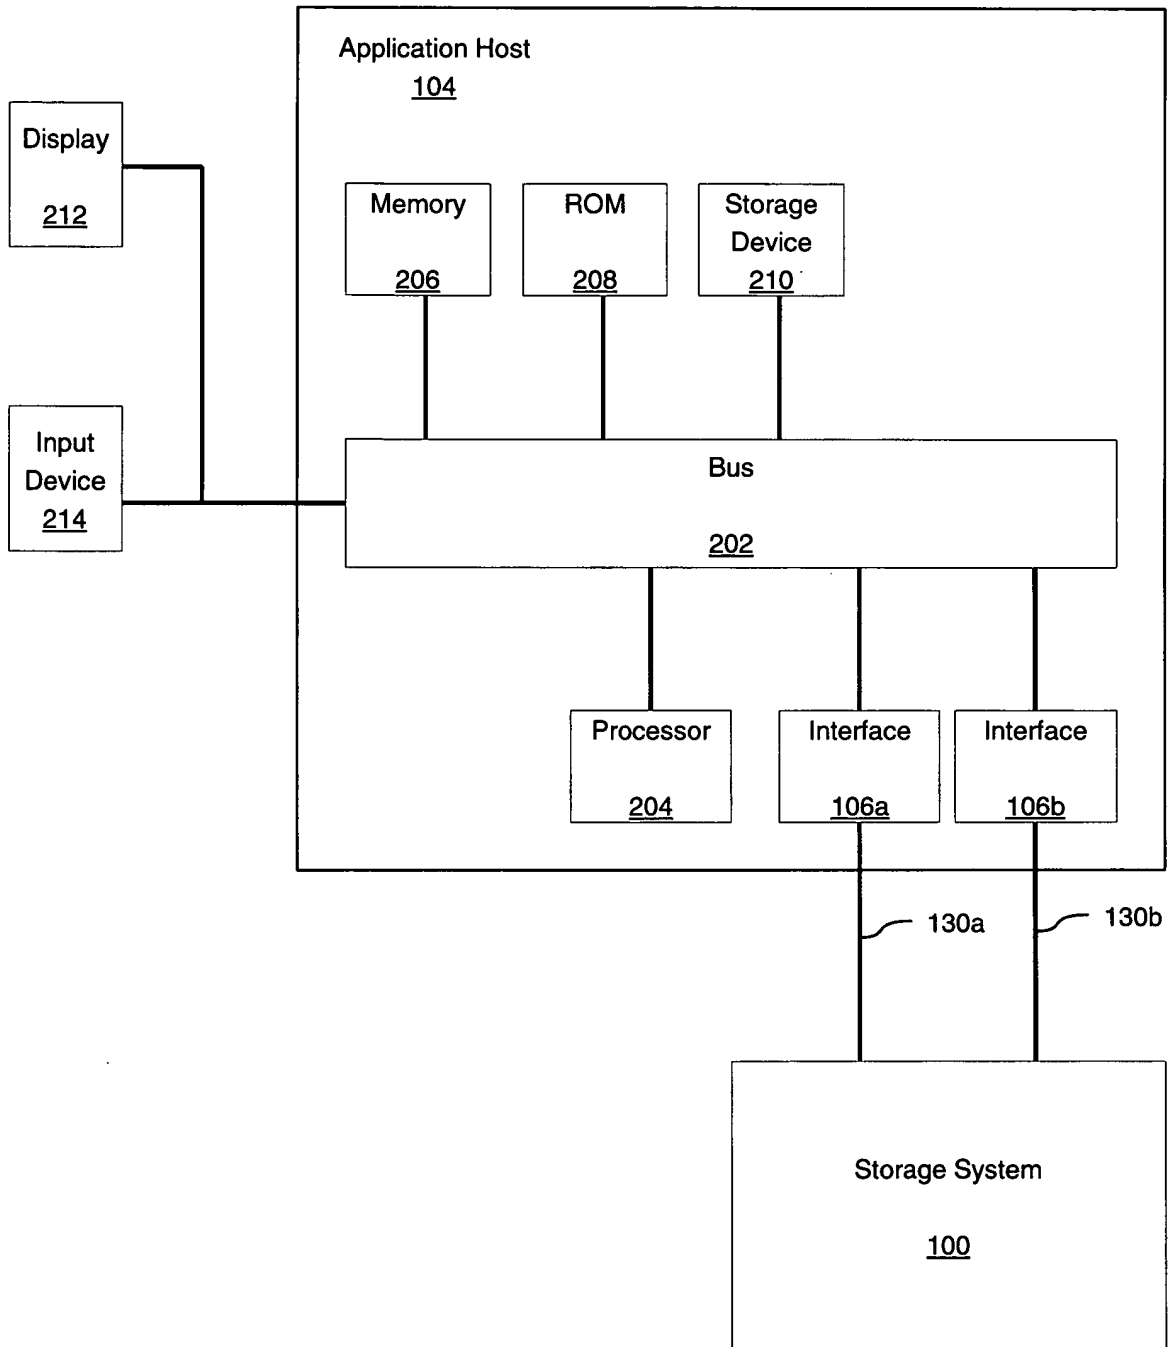 Application Host
104
Display
212
Memory
206
ROM
208
Storage
Device
210
Input
Device
214
Bus
202
Processor
204
Interface
106a
Interface
106b
130a
130b
Storage System
100